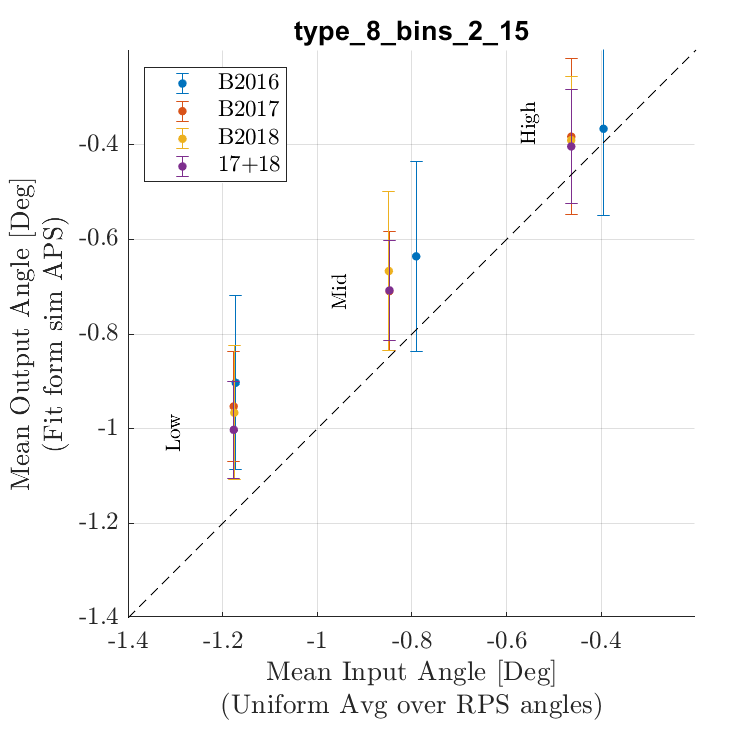 type_8_bins_2_15
B2016
B2017
B2018
17+18
High
Mid
Low
-0.4
-0.6
-0.8
-1
-1.2
-1.4
-1.4
-1.2
-1
-0.8
-0.6
-0.4
Mean Output Angle [Deg]
(Fit form sim APS)
Mean Input Angle [Deg]
(Uniform Avg over RPS angles)